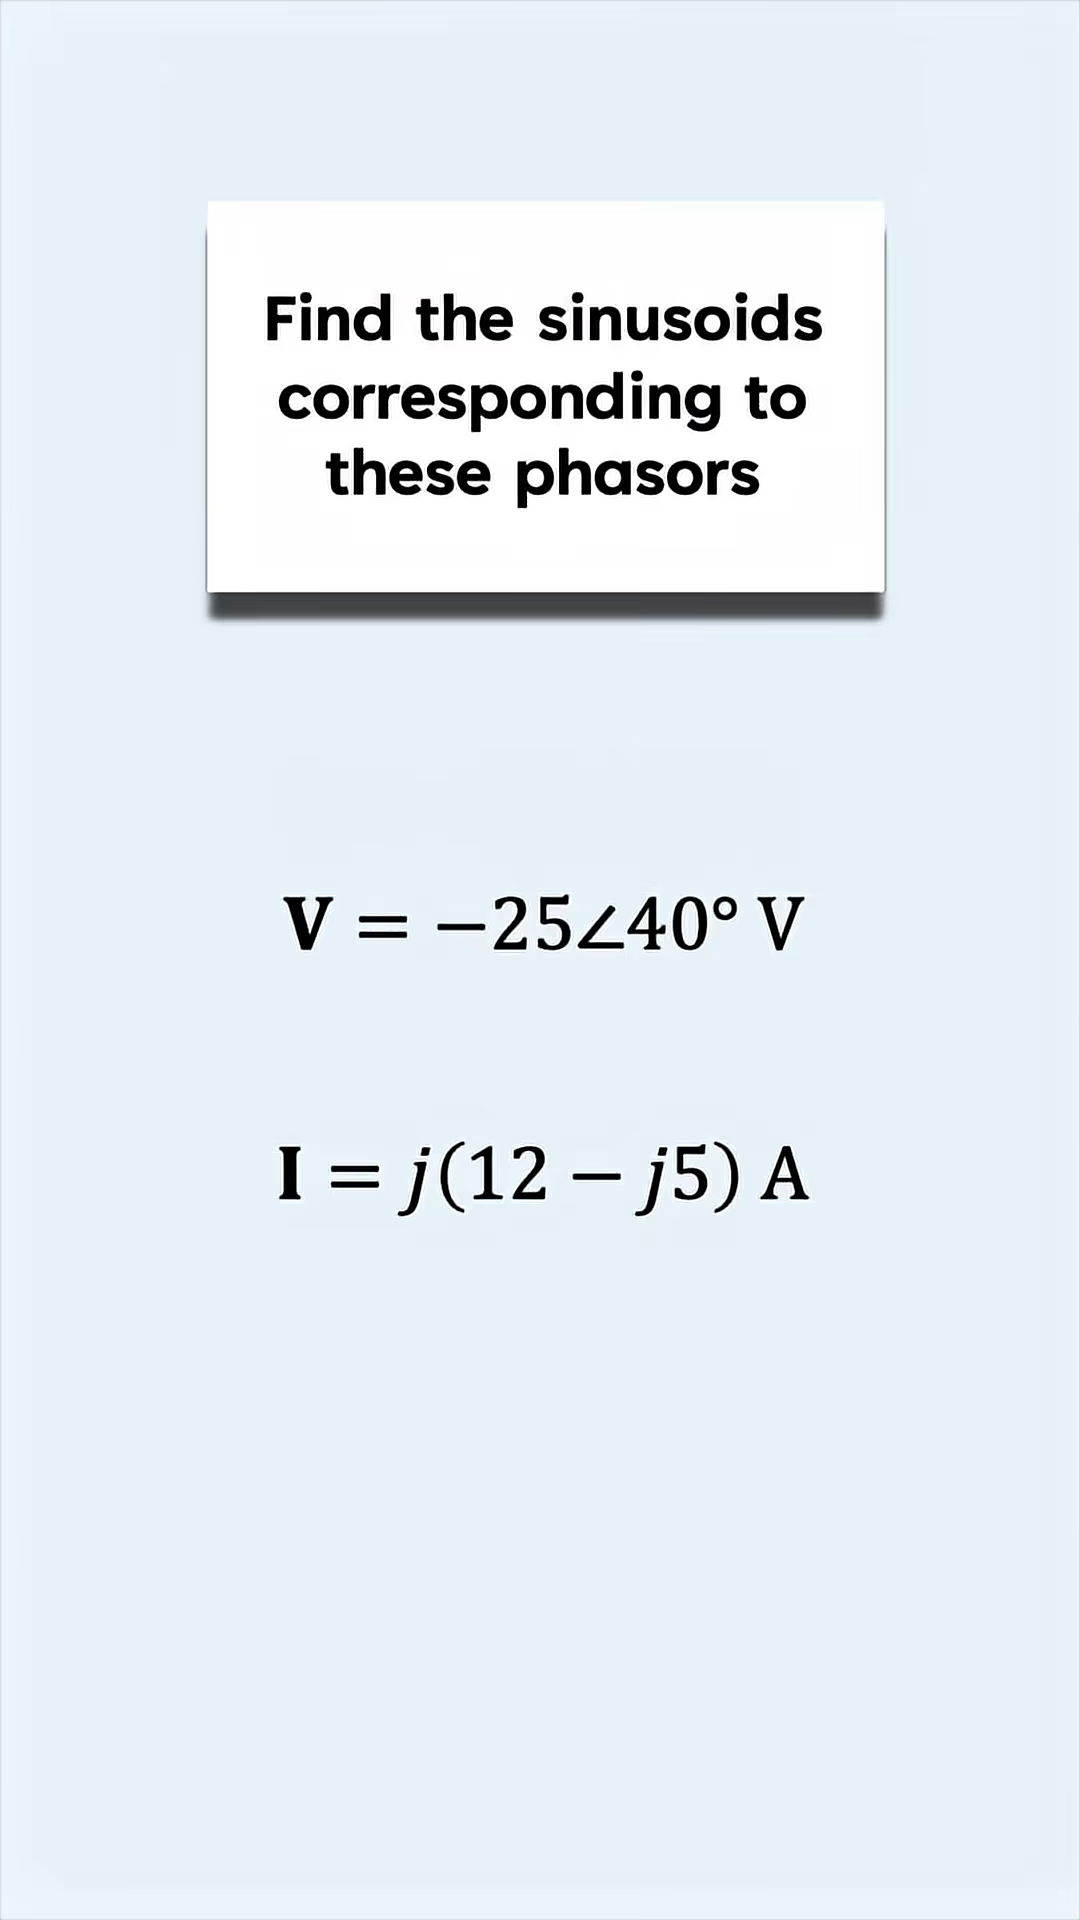 Find the sinusoids
corresponding to
these phasors
V = −25∠40° V
I = j(12 − j5) A